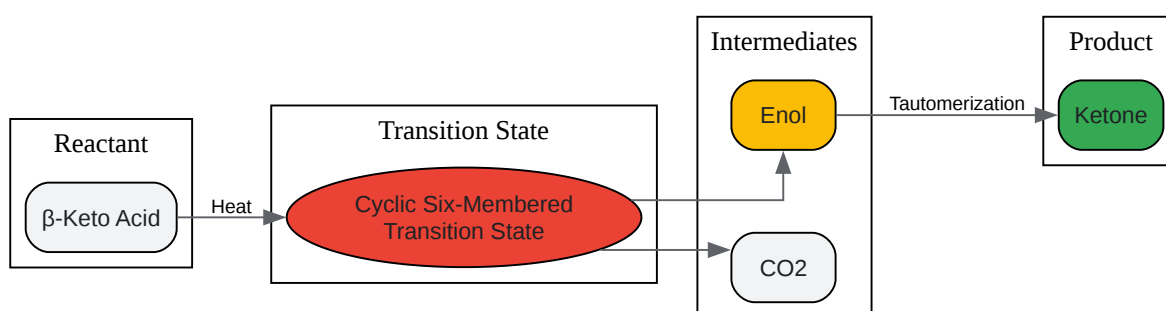 Reactant
β-Keto Acid
Heat
Transition State
Cyclic Six-Membered
Transition State
Intermediates
Enol
CO2
Tautomerization
Product
Ketone